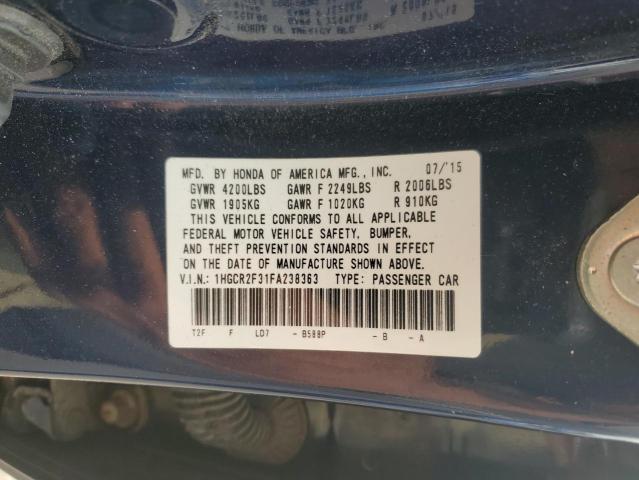 MFD. BY HONDA OF AMERICA MFG., INC. 07/'15
GVWR 4200LBS GAWR F 2249LBS R 2006LBS
GVWR 1905KG GAWR F 1020KG R 910KG
THIS VEHICLE CONFORMS TO ALL APPLICABLE
FEDERAL MOTOR VEHICLE SAFETY, BUMPER,
AND THEFT PREVENTION STANDARDS IN EFFECT
ON THE DATE OF MANUFACTURE SHOWN ABOVE.
V.I.N.: 1HGCR2F31FA238363 TYPE: PASSENGER CAR
T2F F LD7 -B588P -B -A